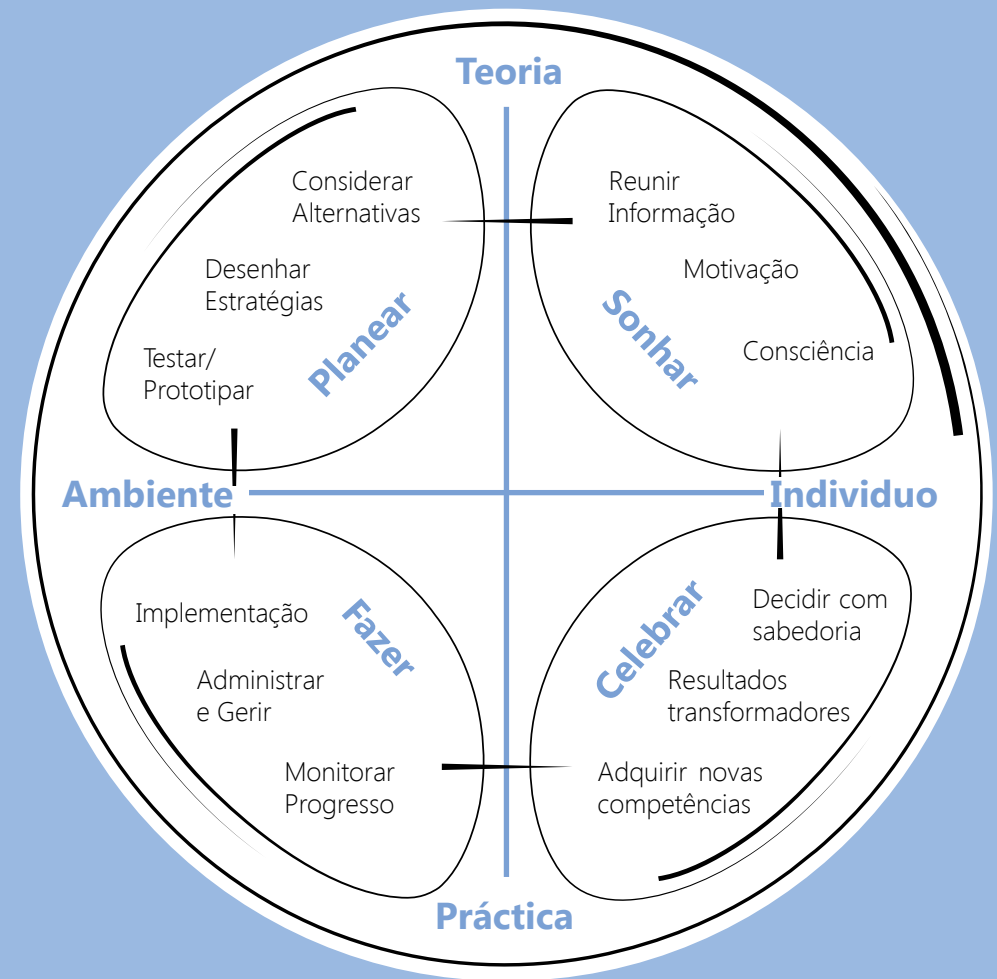 Teoria
Considerar
Alternativas
Desenhar
Estratégias
Testar/
Prototipar
Planear
Reunir
Informação
Motivação
Consciência
Sonhar
Ambiente
Individuo
Implementação
Administrar
e Gerir
Monitorar
Progresso
Fazer
Celebrar
Decidir com
sabedoria
Resultados
transformadores
Adquirir novas
competências
Práctica